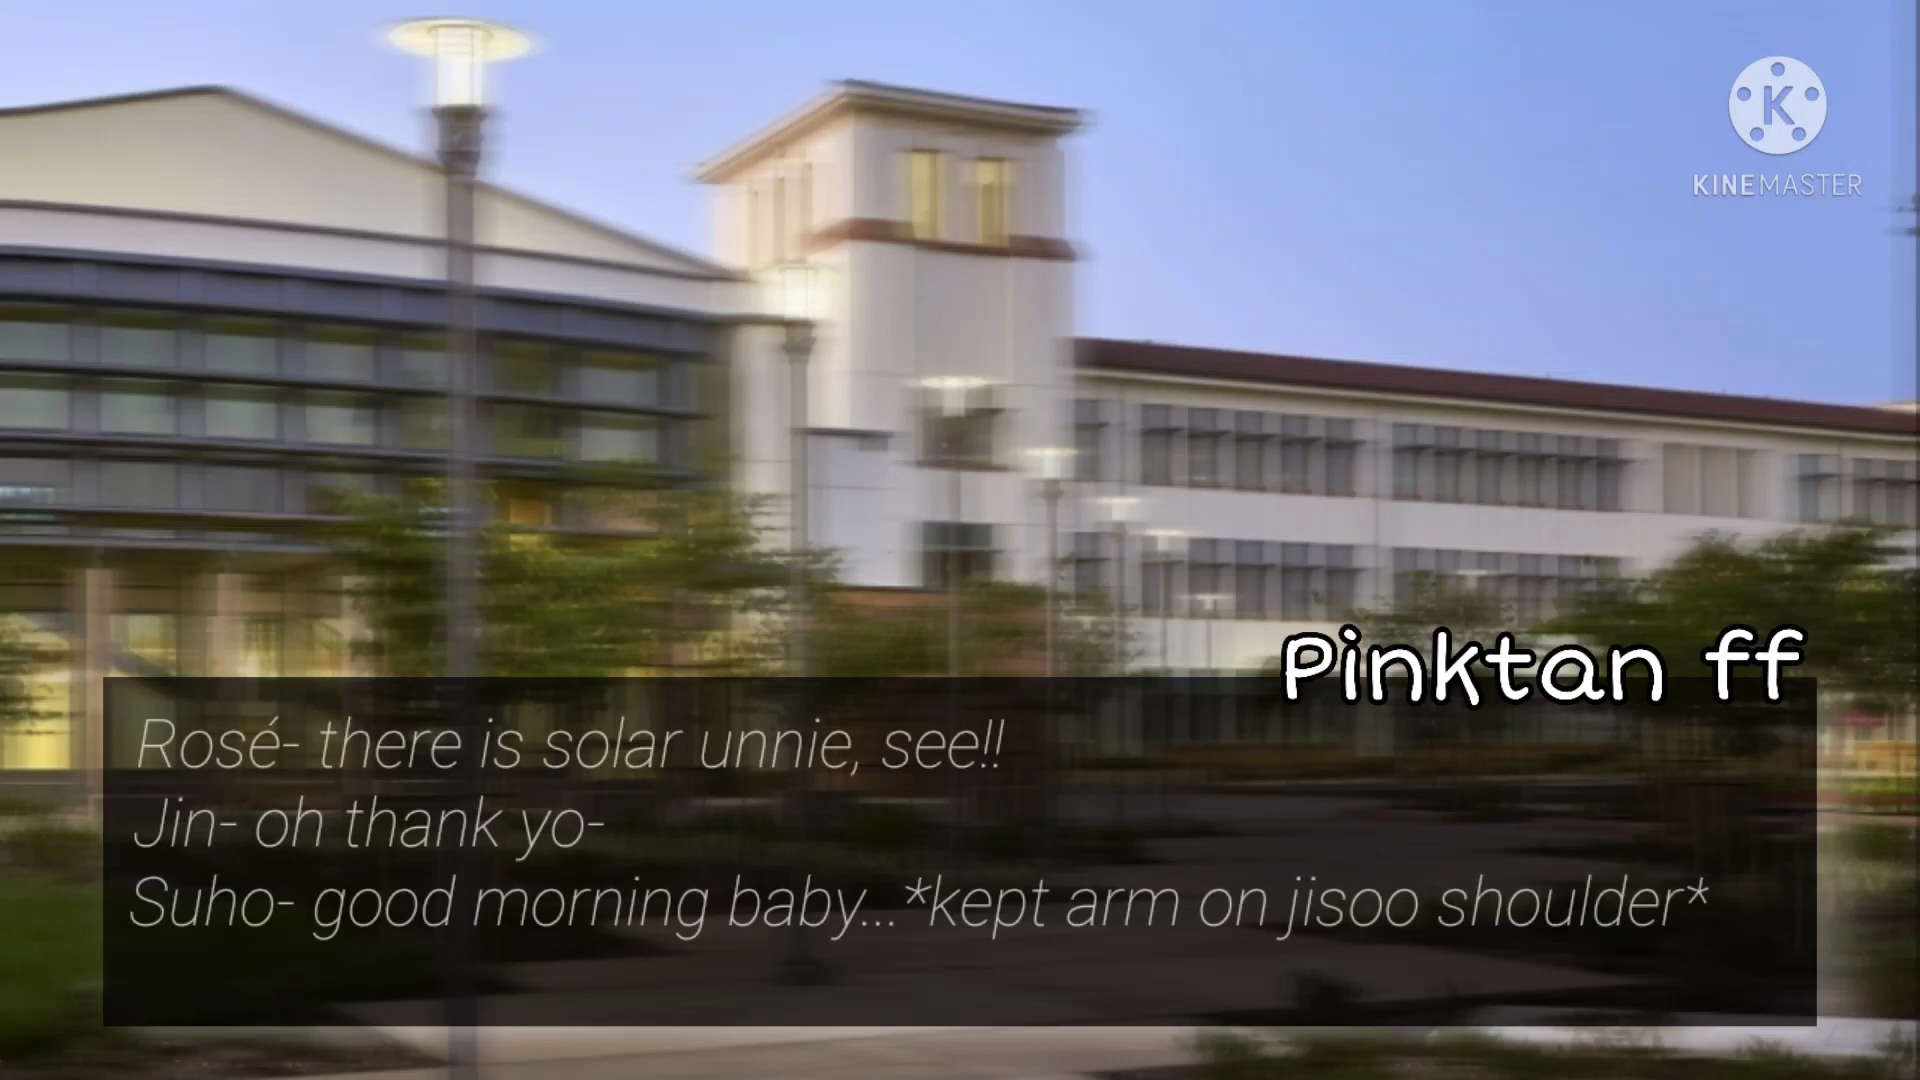 KINEMASTER
Pinktan ff
Rosé- there is solar unnie, see!!
Jin- oh thank yo-
Suho- good morning baby...*kept arm on jisoo shoulder*